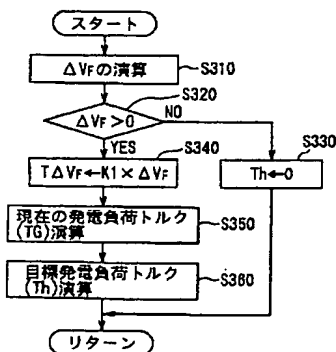 スタート
ΔVFの演算
S310
S320
ΔVF>0
NO
YES
S340
S330
TΔVF←K1×ΔVF
Th←0
現在の発電負荷トルク
(TG)演算
S350
目標発電負荷トルク
(Th)演算
S360
リターン